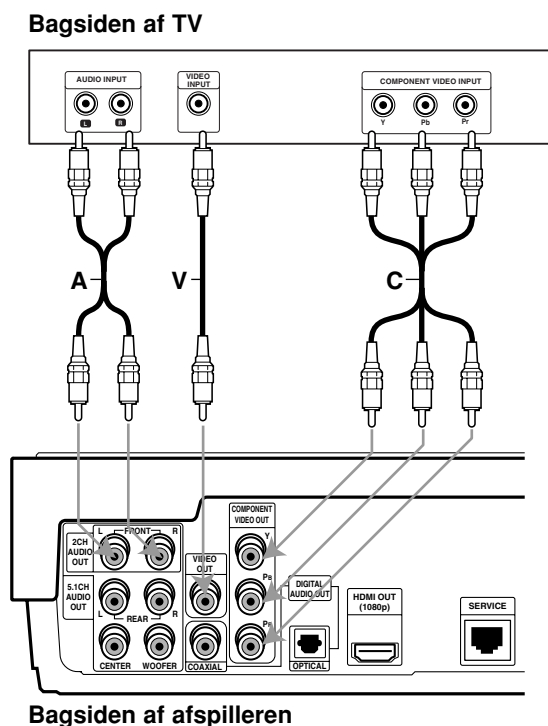 Bagsiden af TV
AUDIO INPUT
L
R
VIDEO
INPUT
COMPONENT VIDEO INPUT
Y
Pb
Pr
A
V
C
COMPONENT
VIDEO OUT
L
FRONT
R
2CH
AUDIO
OUT
VIDEO
OUT
Y
5.1CH
AUDIO
OUT
L
REAR
R
PB
DIGITAL
AUDIO OUT
HDMI OUT
(1080p)
SERVICE
PR
CENTER
WOOFER
COAXIAL
OPTICAL
Bagsiden af afspilleren